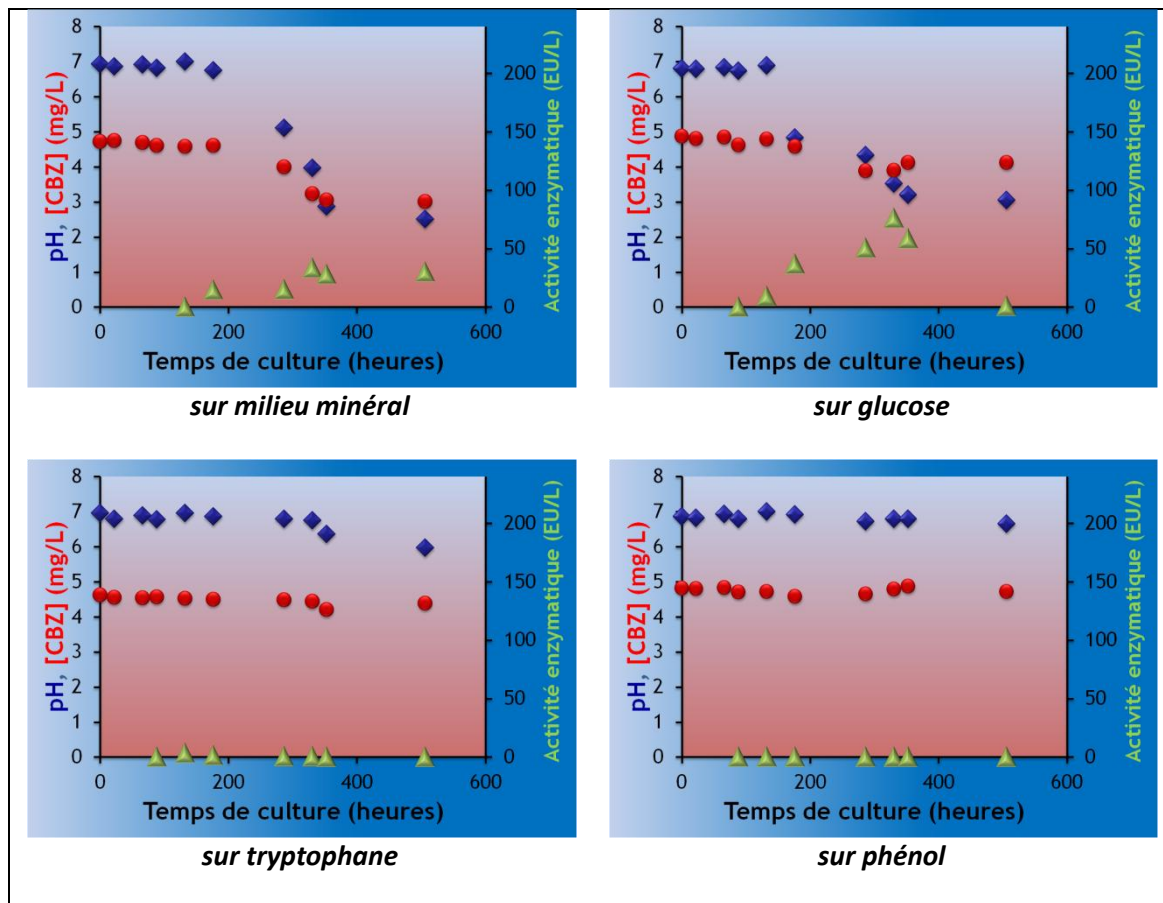 8
7
6
5
4
3
2
1
0
pH, [CBZ] (mg/L)
200
150
100
50
0
Activité enzymatique (EU/L)
0 200 400 600
Temps de culture (heures)
sur milieu minéral
8
7
6
5
4
3
2
1
0
pH, [CBZ] (mg/L)
200
150
100
50
0
Activité enzymatique (EU/L)
0 200 400 600
Temps de culture (heures)
sur glucose
8
7
6
5
4
3
2
1
0
pH, [CBZ] (mg/L)
200
150
100
50
0
Activité enzymatique (EU/L)
0 200 400 600
Temps de culture (heures)
sur tryptophane
8
7
6
5
4
3
2
1
0
pH, [CBZ] (mg/L)
200
150
100
50
0
Activité enzymatique (EU/L)
0 200 400 600
Temps de culture (heures)
sur phénol